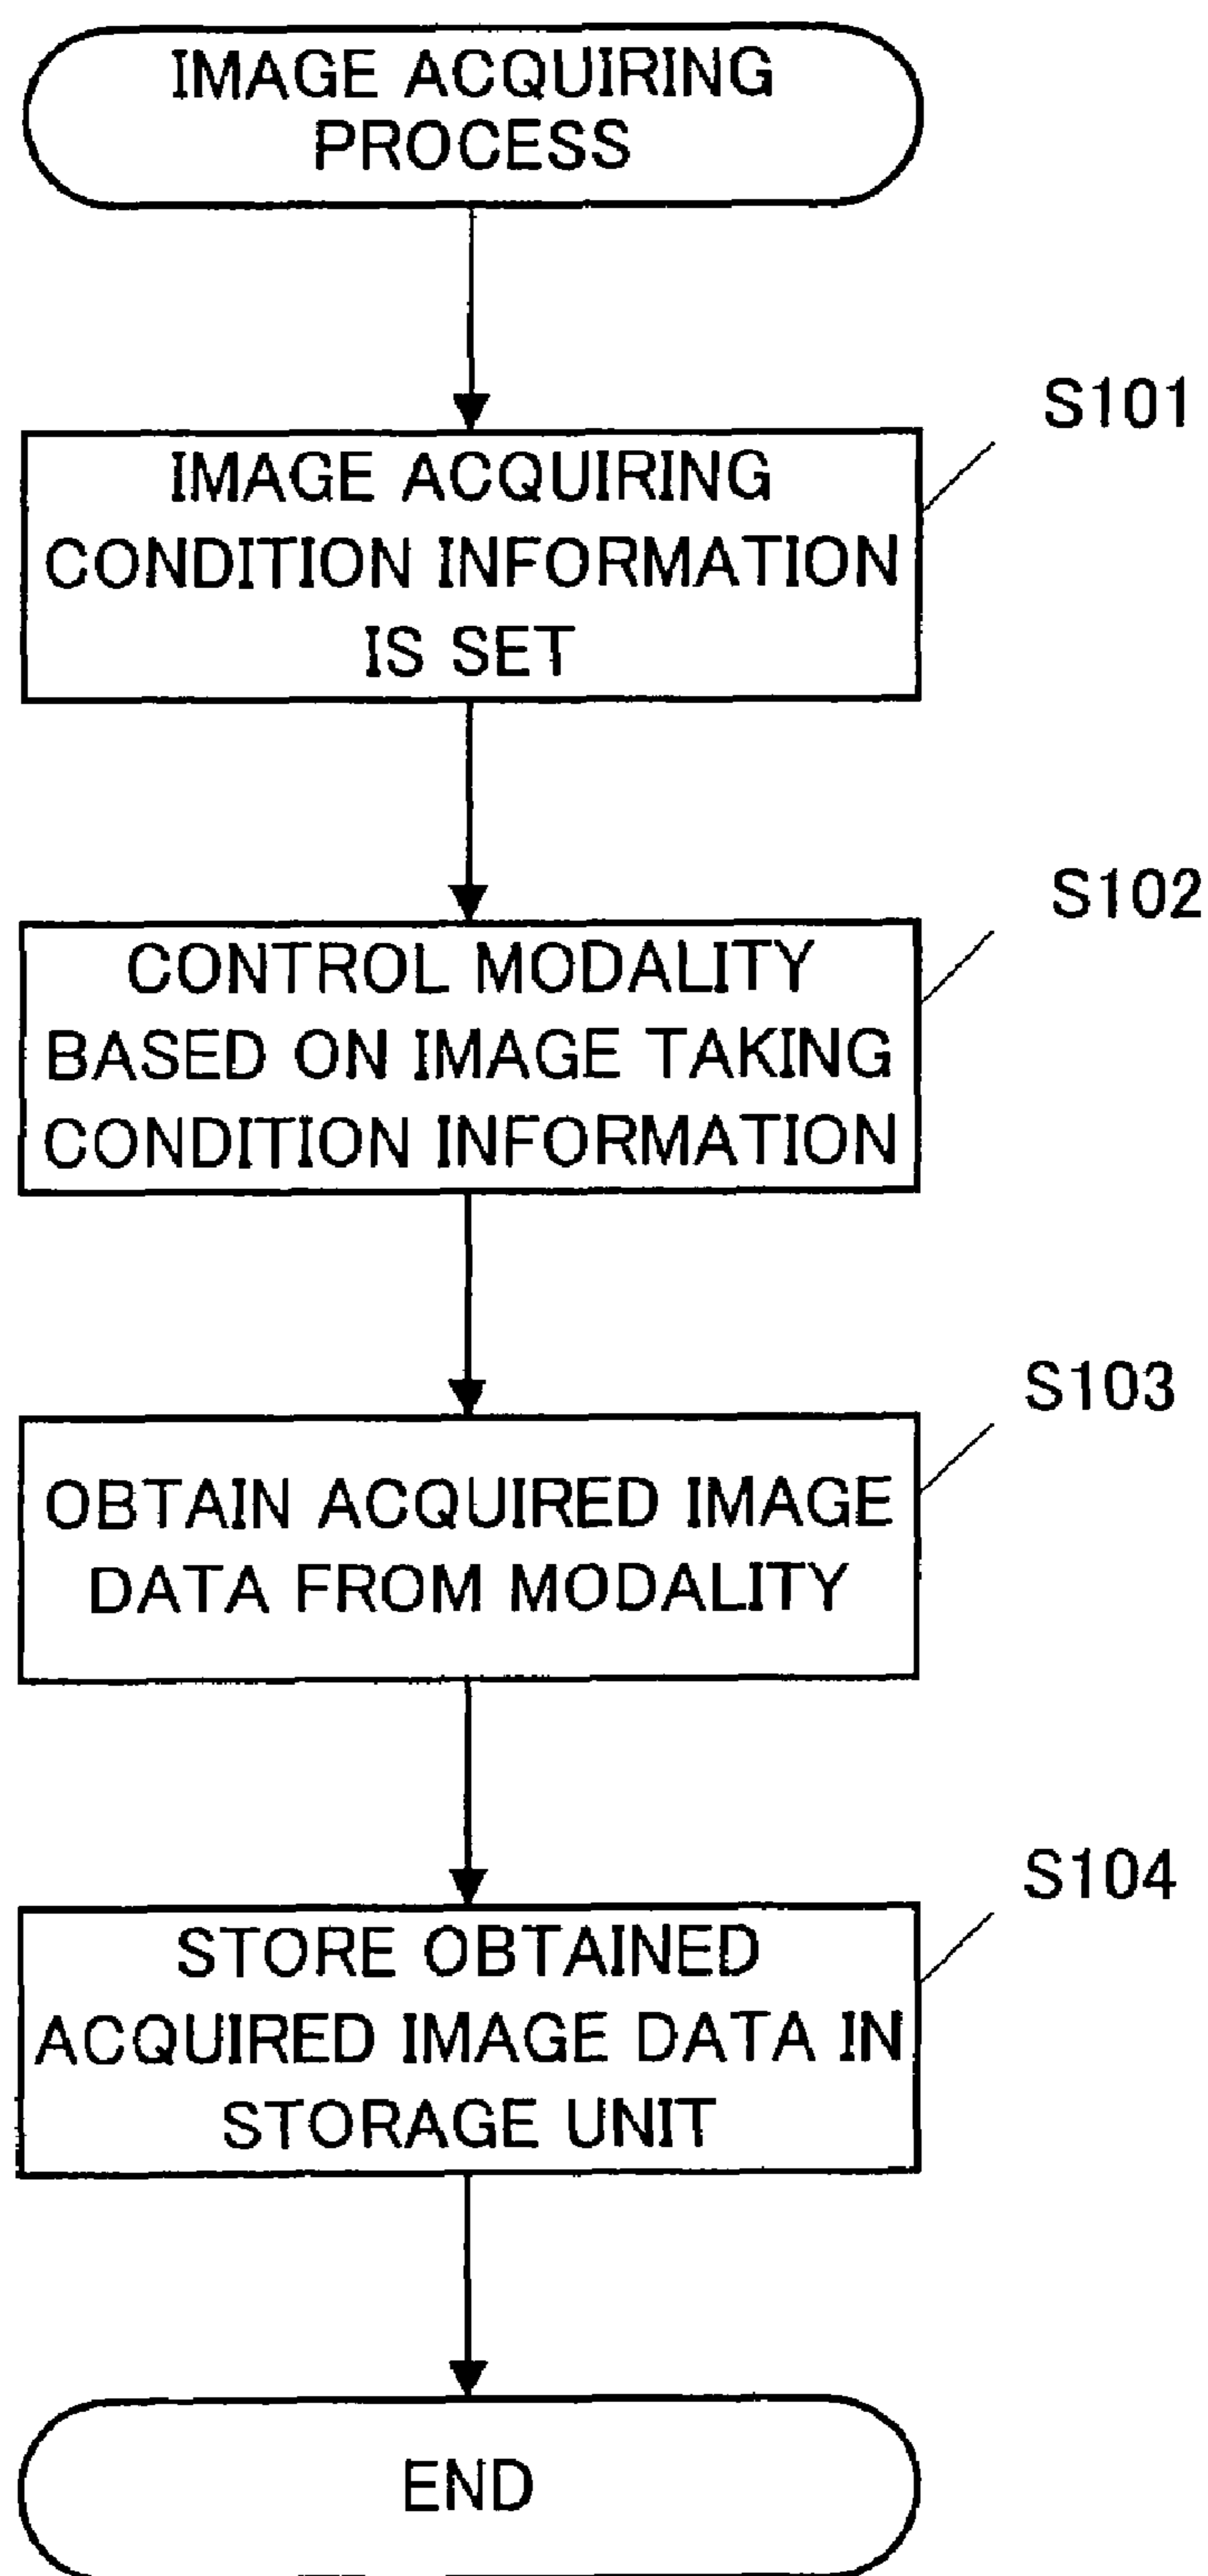 IMAGE ACQUIRING
PROCESS
S101
IMAGE ACQUIRING
CONDITION INFORMATION
IS SET
S102
CONTROL MODALITY
BASED ON IMAGE TAKING
CONDITION INFORMATION
S103
OBTAIN ACQUIRED IMAGE
DATA FROM MODALITY
S104
STORE OBTAINED
ACQUIRED IMAGE DATA IN
STORAGE UNIT
END